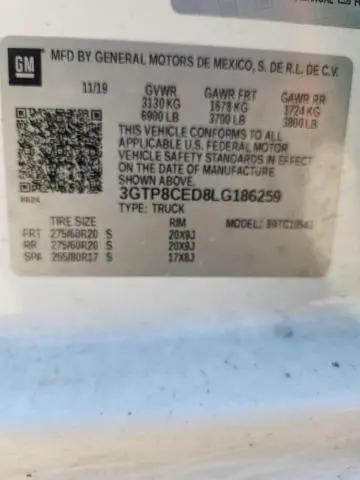 GM
MFD BY GENERAL MOTORS DE MEXICO, S. DE R.L. DE C.V.
11/19 GVWR GAWR FRT GAWR RR
3130 KG 1678 KG 1724 KG
6900 LB 3700 LB 3800 LB
THIS VEHICLE CONFORMS TO ALL
APPLICABLE U.S. FEDERAL MOTOR
VEHICLE SAFETY STANDARDS IN EFFECT
ON THE DATE OF MANUFACTURE
SHOWN ABOVE.
3GTP8CED8LG186259
TYPE: TRUCK
TIRE SIZE RIM MODEL:
FRT 275/60R20 S 20X9J
RR 275/60R20 S 20X9J
SPA 255/80R17 S 17X8J